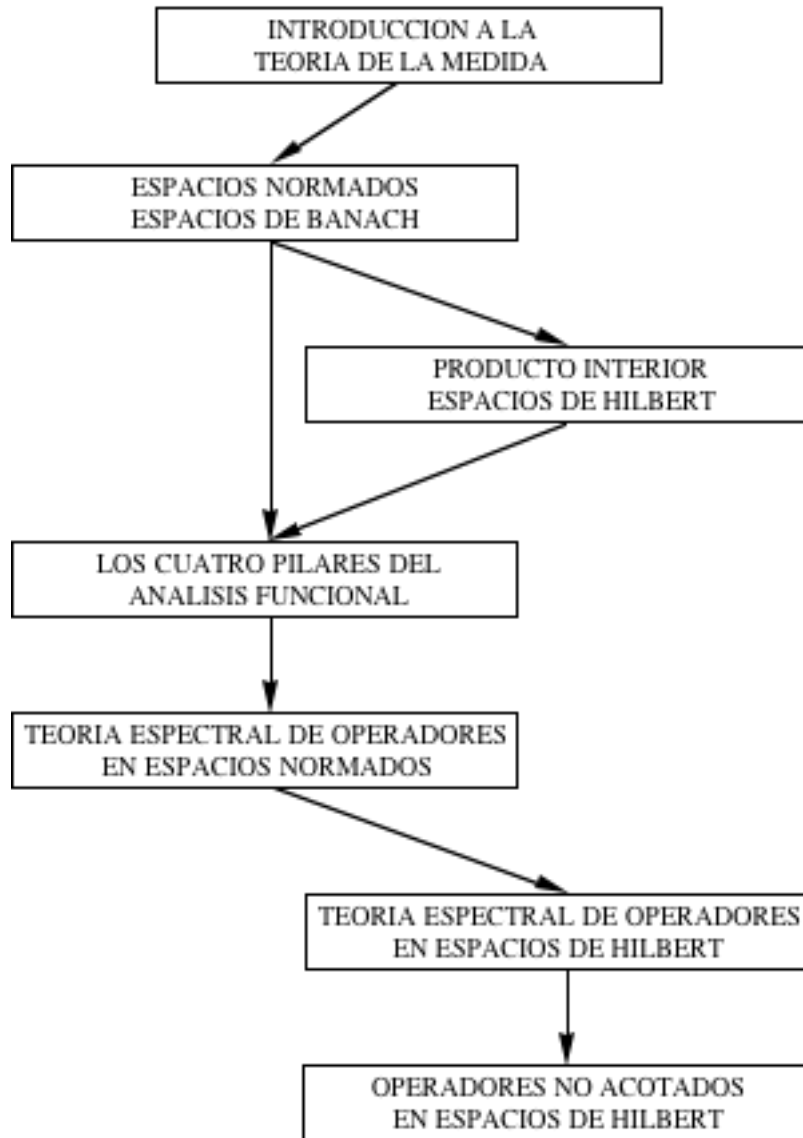 INTRODUCCION A LA
TEORIA DE LA MEDIDA
ESPACIOS NORMADOS
ESPACIOS DE BANACH
PRODUCTO INTERIOR
ESPACIOS DE HILBERT
LOS CUATRO PILARES DEL
ANALISIS FUNCIONAL
TEORIA ESPECTRAL DE OPERADORES
EN ESPACIOS NORMADOS
TEORIA ESPECTRAL DE OPERADORES
EN ESPACIOS DE HILBERT
OPERADORES NO ACOTADOS
EN ESPACIOS DE HILBERT